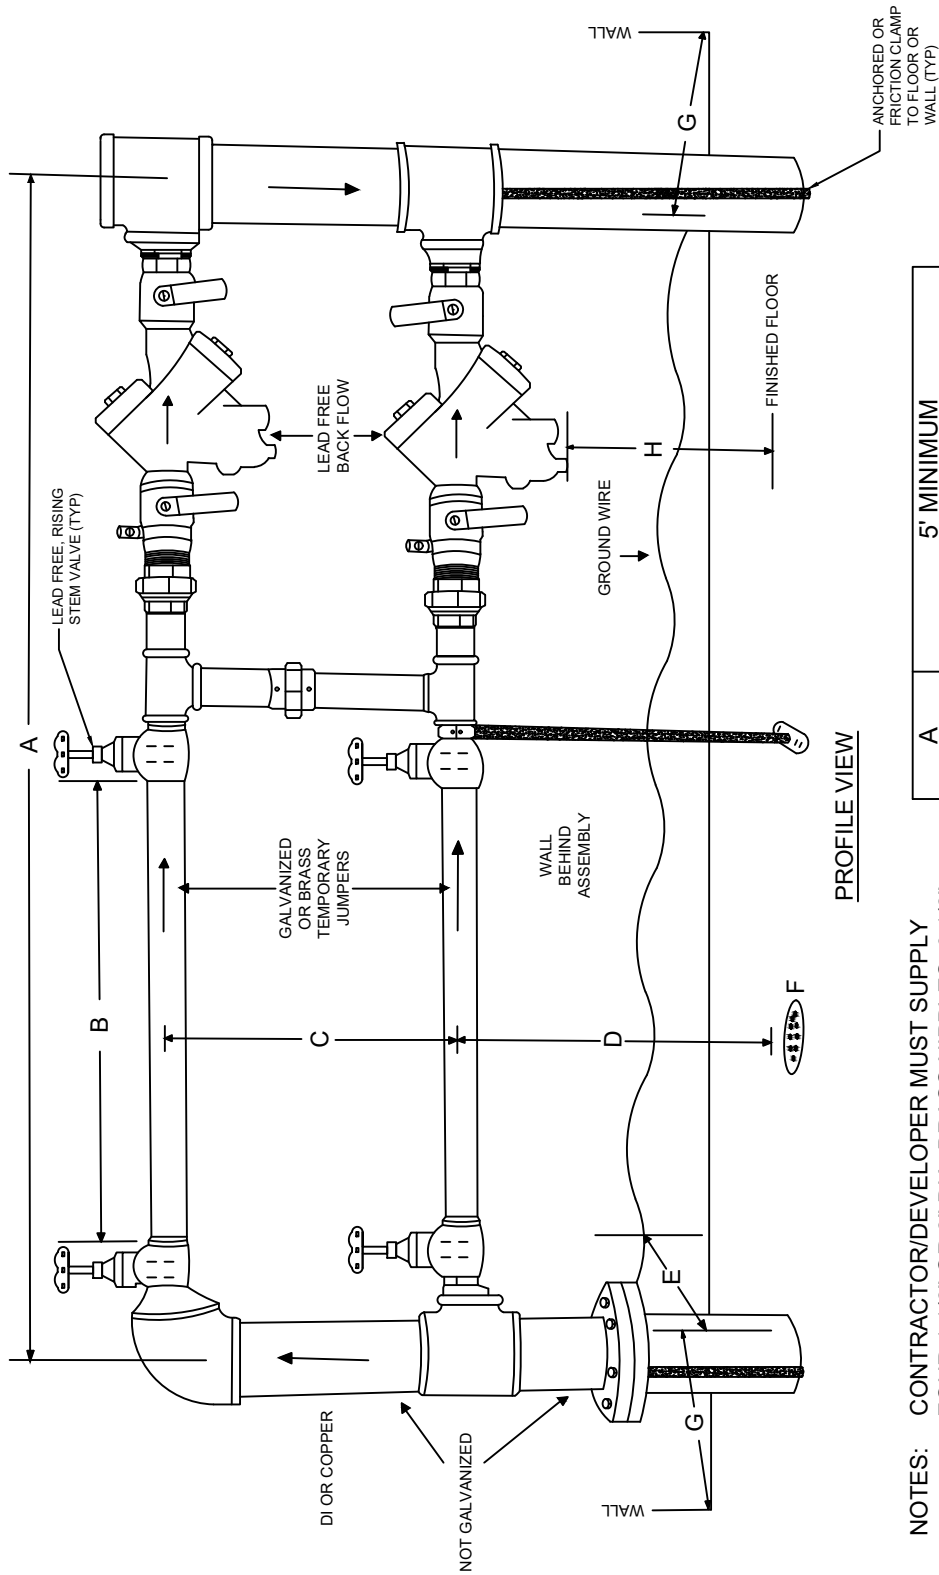 A
LEAD FREE, RISING
STEM VALVE (TYP)
B
GALVANIZED
OR BRASS
TEMPORARY
JUMPERS
LEAD FREE
BACK FLOW
C
DI OR COPPER
NOT GALVANIZED
WALL
BEHIND
ASSEMBLY
GROUND WIRE
H
FINISHED FLOOR
D
E
F
G
G
WALL
WALL
ANCHORED OR
FRICTION CLAMP
TO FLOOR OR
WALL (TYP)
PROFILE VIEW
A
5' MINIMUM
NOTES:
CONTRACTOR/DEVELOPER MUST SUPPLY